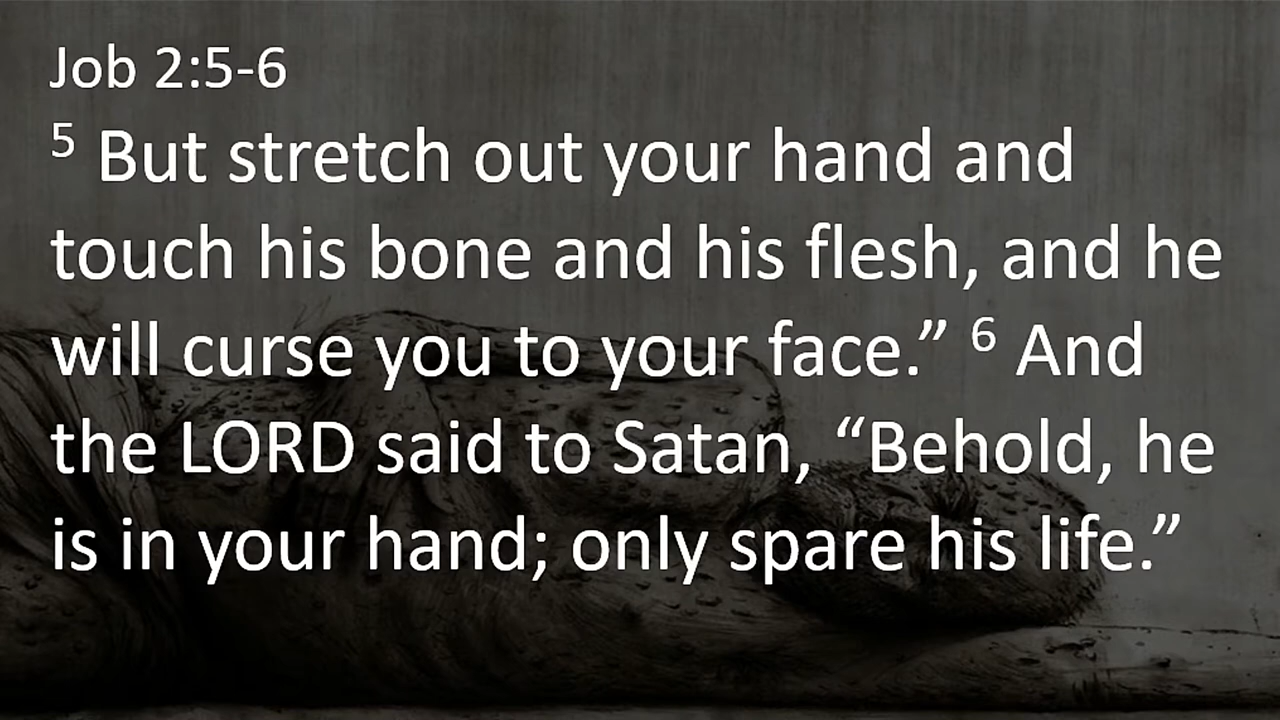 Job 2:5-6
⁵ But stretch out your hand and
touch his bone and his flesh, and he
will curse you to your face.” ⁶ And
the LORD said to Satan, “Behold, he
is in your hand; only spare his life.”